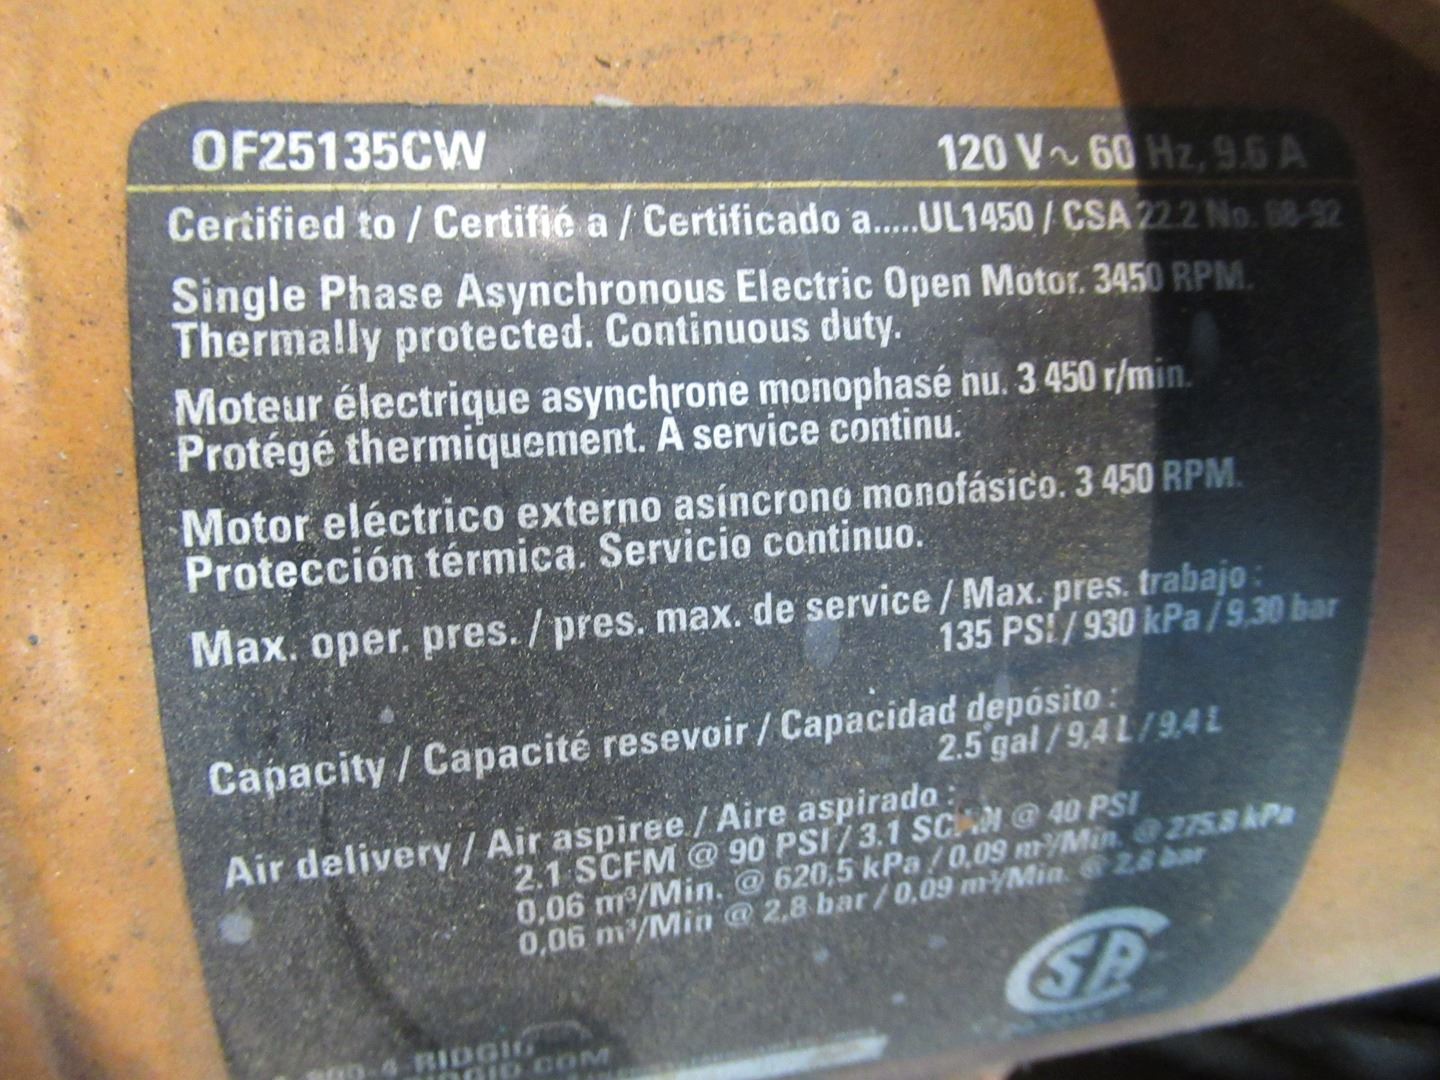 OF25135CW 120 V~ 60 Hz, 9.6 A
Certified to / Certifié a / Certificado a.....UL1450 / CSA 22.2 No. 68-92
Single Phase Asynchronous Electric Open Motor. 3450 RPM.
Thermally protected. Continuous duty.
Moteur électrique asynchrone monophasé nu. 3 450 r/min.
Protégé thermiquement. À service continu.
Motor eléctrico externo asíncrono monofásico. 3 450 RPM.
Protección térmica. Servicio continuo.
Max. oper. pres. / pres. max. de service / Max. pres. trabajo :
135 PSI / 930 kPa / 9,30 bar
Capacity / Capacité resevoir / Capacidad depósito :
2.5 gal / 9,4 L / 9,4 L
Air delivery / Air aspiree / Aire aspirado :
2.1 SCFM @ 90 PSI / 3.1 SCFM @ 40 PSI
0,06 m³/Min. @ 620,5 kPa / 0,09 m³/Min. @ 275.8 kPa
0,06 m³/Min @ 2,8 bar / 0,09 m³/Min. @ 2,8 bar
SA
RIDGID